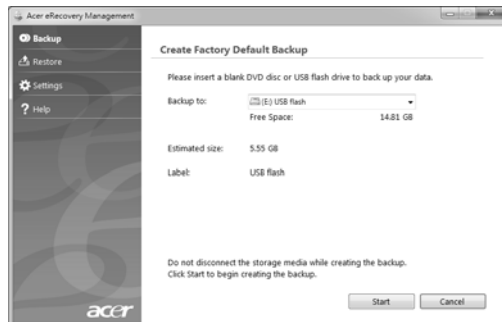 Acer eRecovery Management
Backup
Restore
Settings
Help
Create Factory Default Backup
Please insert a blank DVD disc or USB flash drive to back up your data.
Backup to: (E:) USB flash
Free Space: 14.81 GB
Estimated size: 5.55 GB
Label: USB flash
Do not disconnect the storage media while creating the backup.
Click Start to begin creating the backup.
Start Cancel
acer